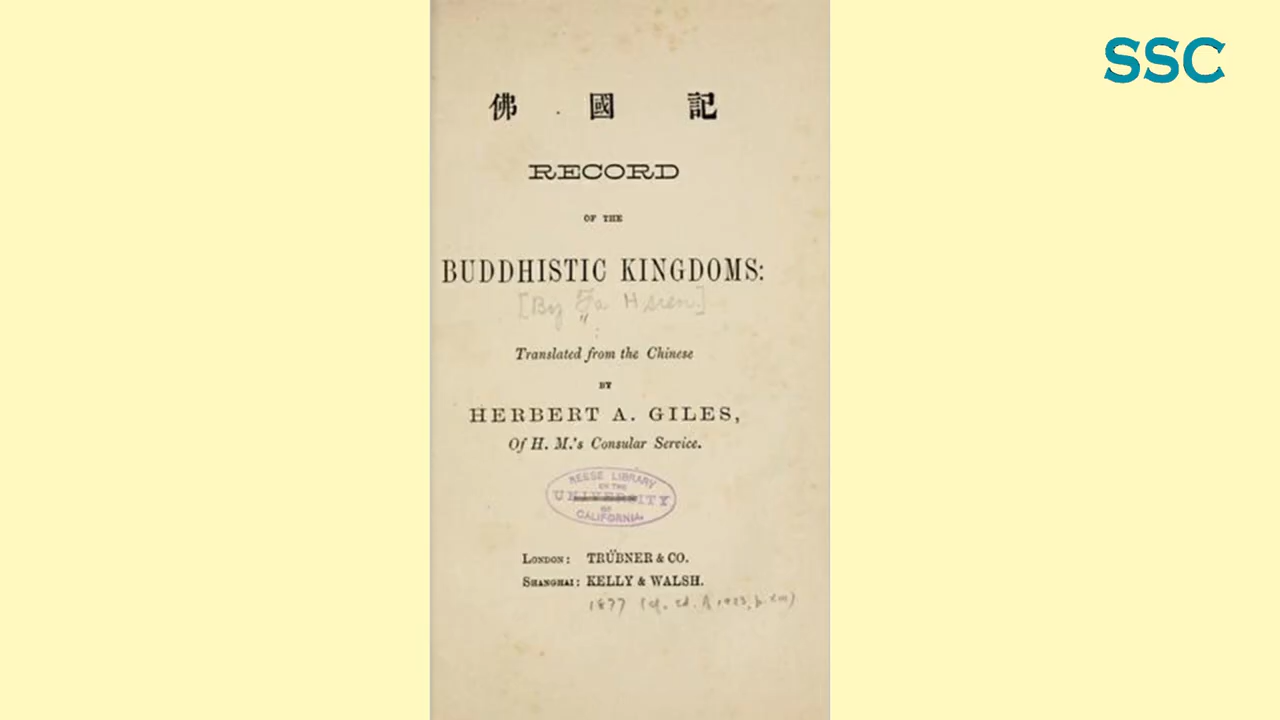 SSC
佛 國 記
RECORD
OF THE
BUDDHISTIC KINGDOMS:
[By Fa Hsien]
Translated from the Chinese
BY
HERBERT A. GILES,
Of H. M.'s Consular Service.
REESE LIBRARY
OF THE
UNIVERSITY
OF
CALIFORNIA.
LONDON: TRÜBNER & CO.
SHANGHAI: KELLY & WALSH.
1877